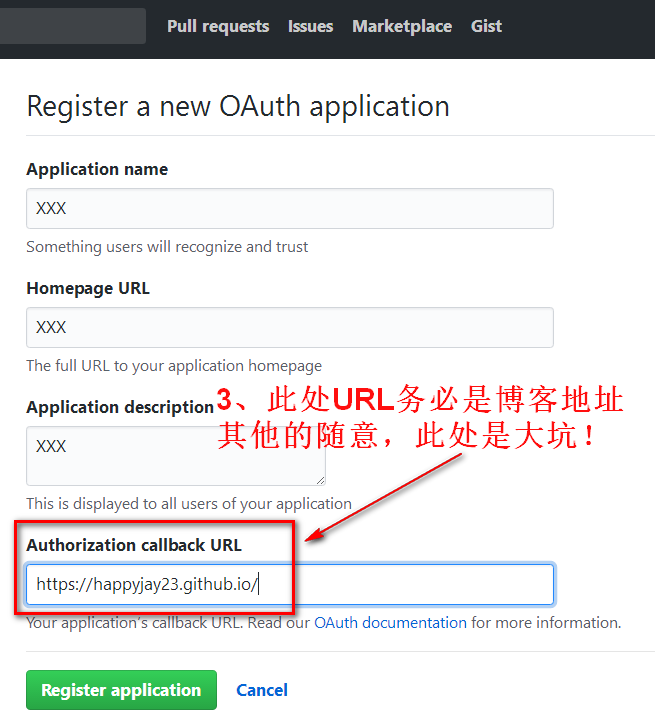 Pull requests Issues Marketplace Gist
Register a new OAuth application
Application name
XXX
Something users will recognize and trust
Homepage URL
XXX
The full URL to your application homepage
3、此处URL务必是博客地址
其他的随意，此处是大坑！
Application description
XXX
This is displayed to all users of your application
Authorization callback URL
https://happyjay23.github.io/
Your application's callback URL. Read our OAuth documentation for more information.
Register application Cancel